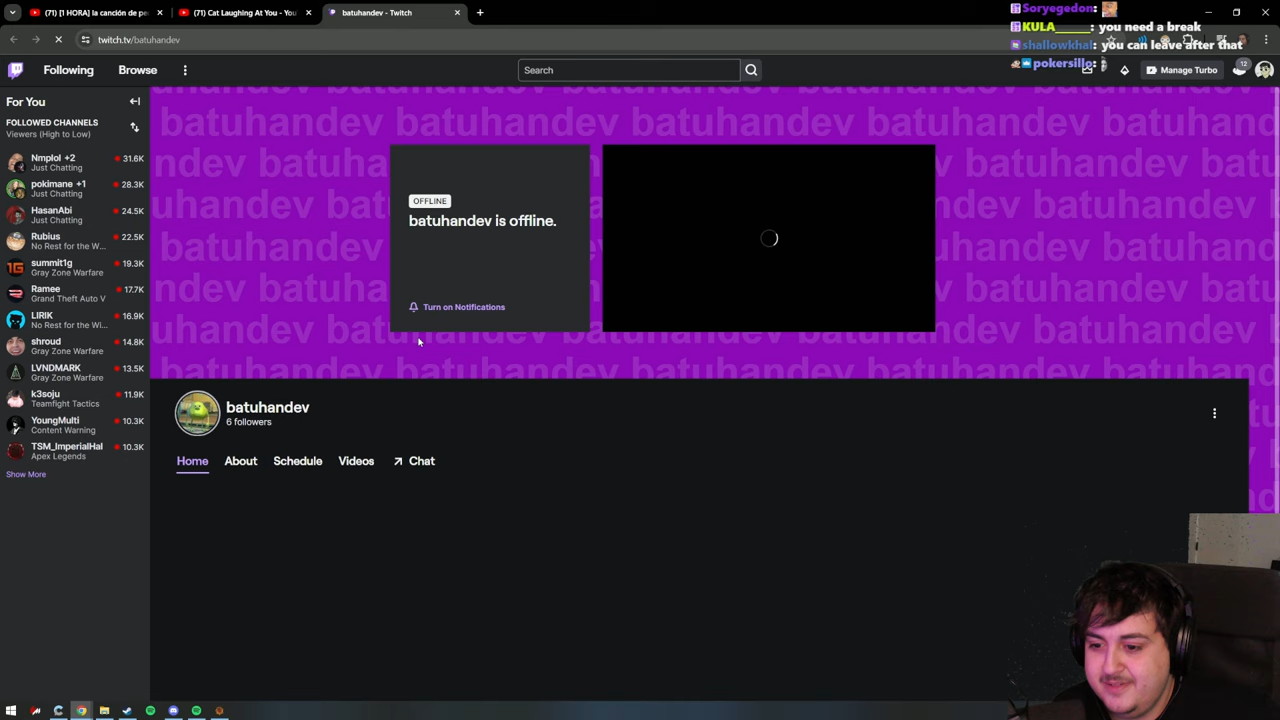 (71) [1 HORA] la canción de pe
(71) Cat Laughing At You - You
batuhandev - Twitch
twitch.tv/batuhandev
Soryegedon:
KULA_____: you need a break
shallowkhal: you can leave after that
pokersillo:
Following
Browse
Search
Manage Turbo
12
For You
FOLLOWED CHANNELS
Viewers (High to Low)
Nmplol +2
31.6K
Just Chatting
pokimane +1
28.3K
Just Chatting
HasanAbi
24.5K
Just Chatting
Rubius
22.5K
No Rest for the W...
summit1g
19.3K
Gray Zone Warfare
Ramee
17.7K
Grand Theft Auto V
LIRIK
16.9K
No Rest for the Wi...
shroud
14.8K
Gray Zone Warfare
LVNDMARK
13.5K
Gray Zone Warfare
k3soju
11.9K
Teamfight Tactics
YoungMulti
10.3K
Content Warning
TSM_ImperialHal
10.3K
Apex Legends
Show More
batuhandev batuhandev batuhandev batuhandev batuhandev
OFFLINE
batuhandev is offline.
Turn on Notifications
batuhandev
6 followers
Home
About
Schedule
Videos
Chat